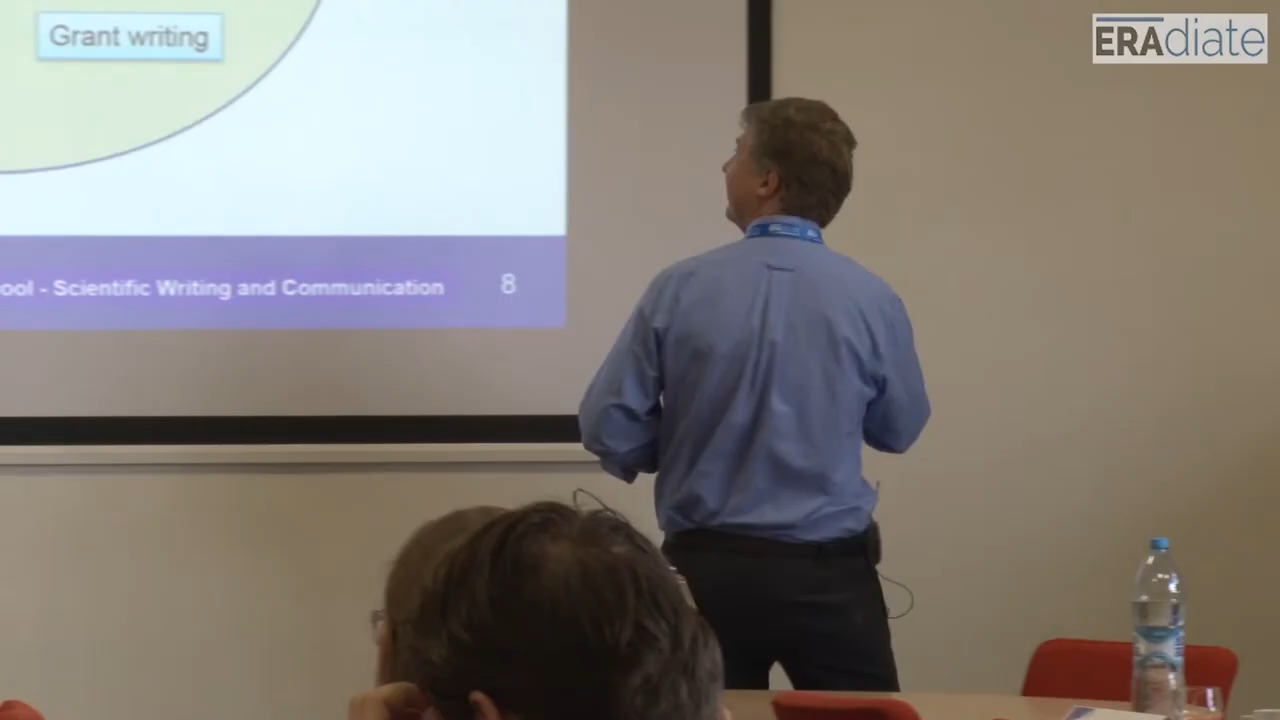 Grant writing
ERAdiate
ool - Scientific Writing and Communication
8